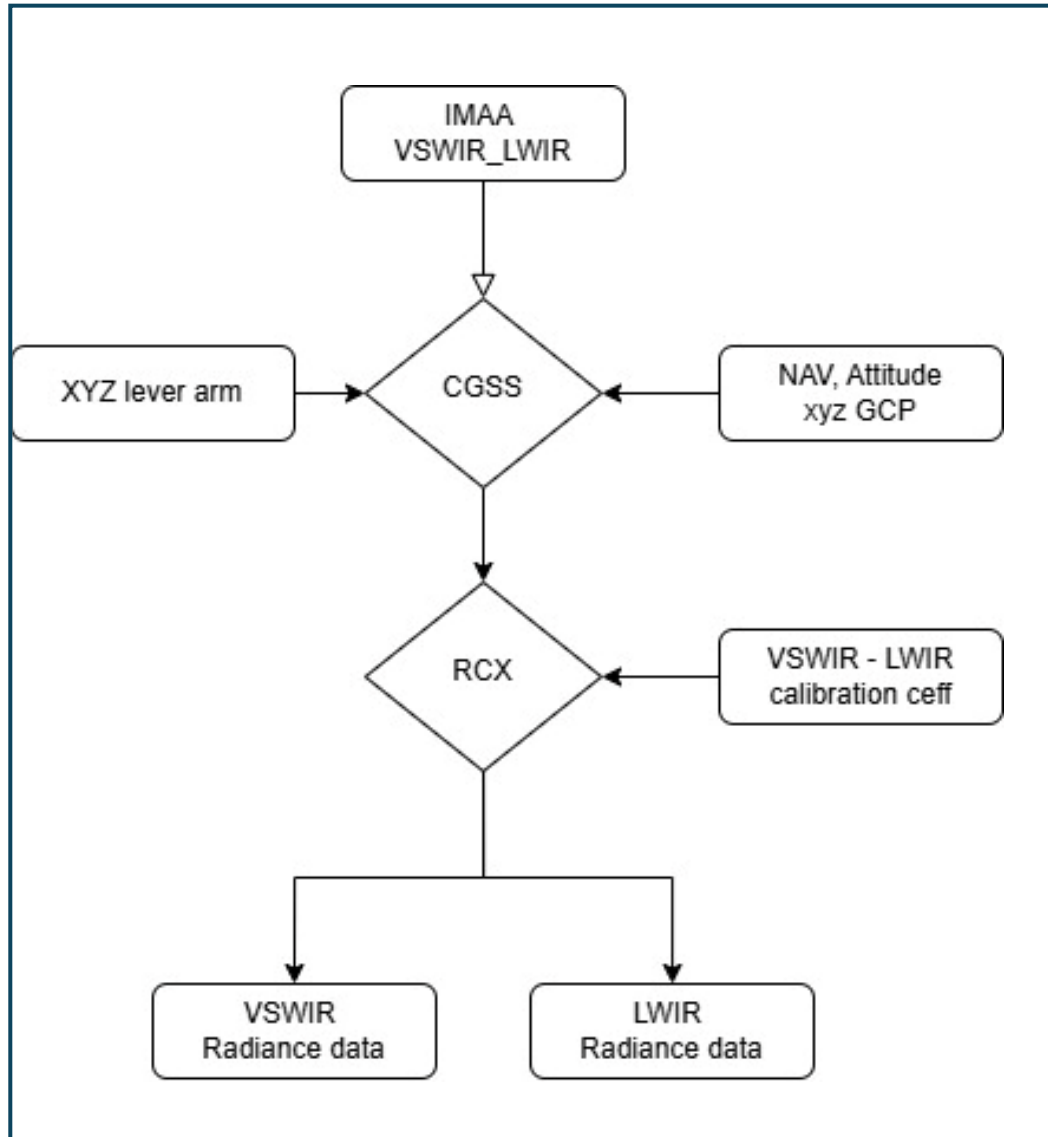 IMAA
VSWIR_LWIR
XYZ lever arm
CGSS
NAV, Attitude
xyz GCP
RCX
VSWIR - LWIR
calibration ceff
VSWIR
Radiance data
LWIR
Radiance data